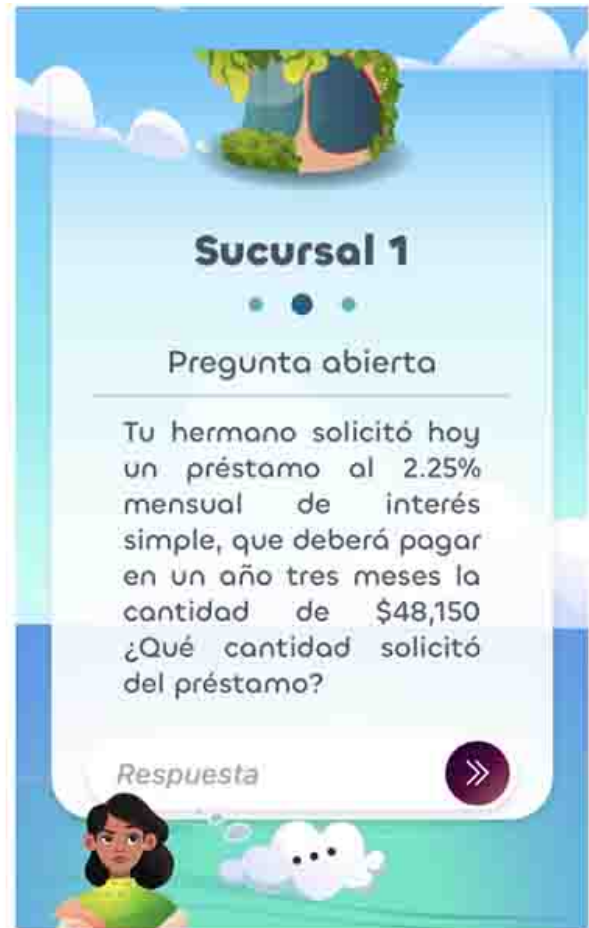 Sucursal 1
Pregunta abierta
Tu hermano solicitó hoy
un préstamo al 2.25%
mensual de interés
simple, que deberá pagar
en un año tres meses la
cantidad de $48,150
¿Qué cantidad solicitó
del préstamo?
Respuesta